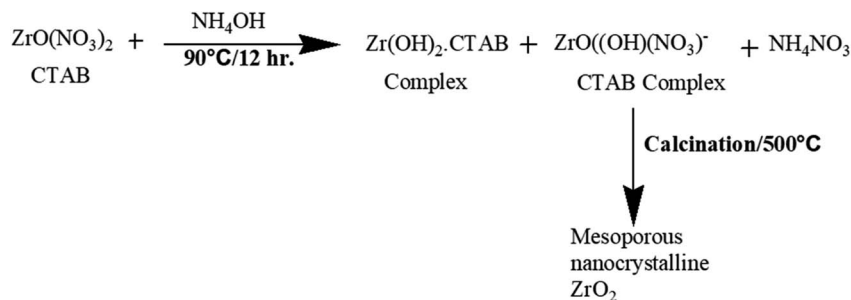 ZrO(NO₃)₂ + NH₄OH Zr(OH)₂.CTAB + ZrO((OH)(NO₃)⁻ + NH₄NO₃
CTAB 90°C/12 hr. Complex CTAB Complex
Calcination/500°C
Mesoporous
nanocrystalline
ZrO₂